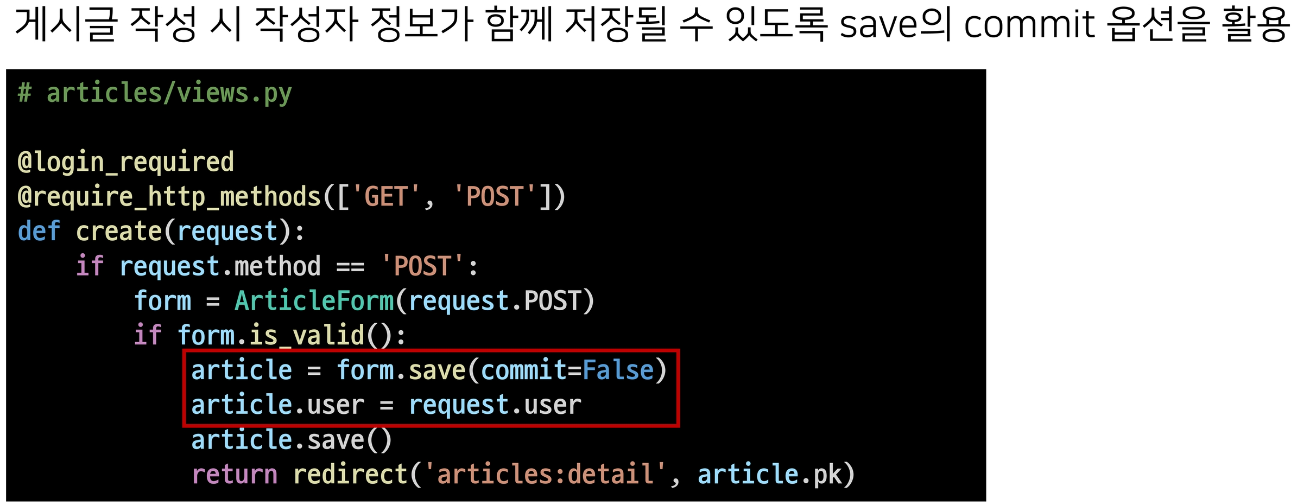 게시글 작성 시 작성자 정보가 함께 저장될 수 있도록 save의 commit 옵션을 활용
# articles/views.py
@login_required
@require_http_methods(['GET', 'POST'])
def create(request):
    if request.method == 'POST':
        form = ArticleForm(request.POST)
        if form.is_valid():
            article = form.save(commit=False)
            article.user = request.user
            article.save()
            return redirect('articles:detail', article.pk)